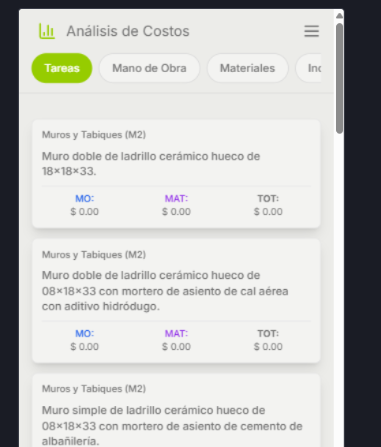 Análisis de Costos
Tareas
Mano de Obra
Materiales
Muros y Tabiques (M2)
Muro doble de ladrillo cerámico hueco de
18×18×33.
MO: MAT: TOT:
$ 0.00 $ 0.00 $ 0.00
Muros y Tabiques (M2)
Muro doble de ladrillo cerámico hueco de
08×18×33 con mortero de asiento de cal aérea
con aditivo hidródugo.
MO: MAT: TOT:
$ 0.00 $ 0.00 $ 0.00
Muros y Tabiques (M2)
Muro simple de ladrillo cerámico hueco de
08×18×33 con mortero de asiento de cemento de
albañilería.